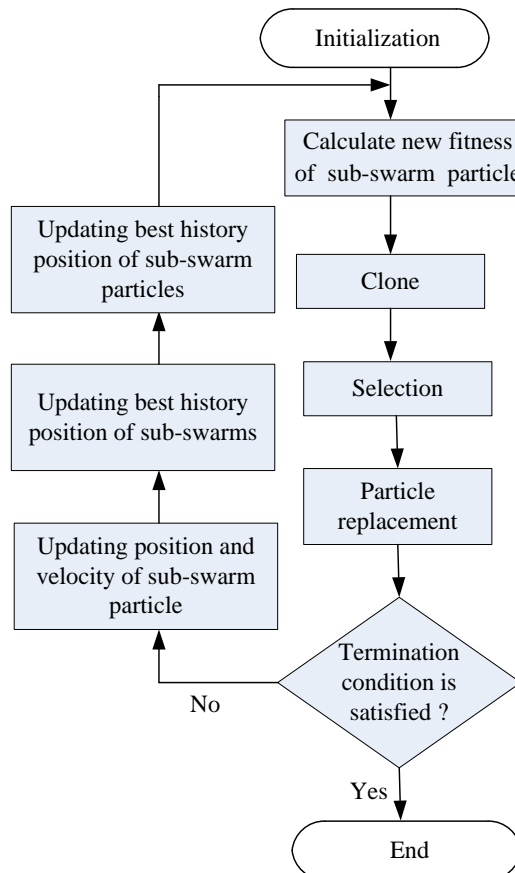 Initialization
Calculate new fitness
of sub-swarm particle
Clone
Selection
Particle
replacement
Termination
condition is
satisfied ?
No
Yes
End
Updating position and
velocity of sub-swarm
particle
Updating best history
position of sub-swarms
Updating best history
position of sub-swarm
particles